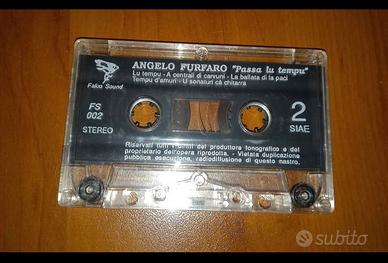 ANGELO FURFARO "Passa lu tempu"
Lu tempu - A centrali di carvuni - La ballata di la paci
Tempu d'amuri - U sonaturi cà chitarra
Falco Sound
FS
002
STEREO
2
SIAE
Riservati tutti i diritti del produttore fonografico e del
proprietario dell'opera riprodotta. - Vietata duplicazione
pubblica esecuzione, radiodiffusione di questo nastro.
subito